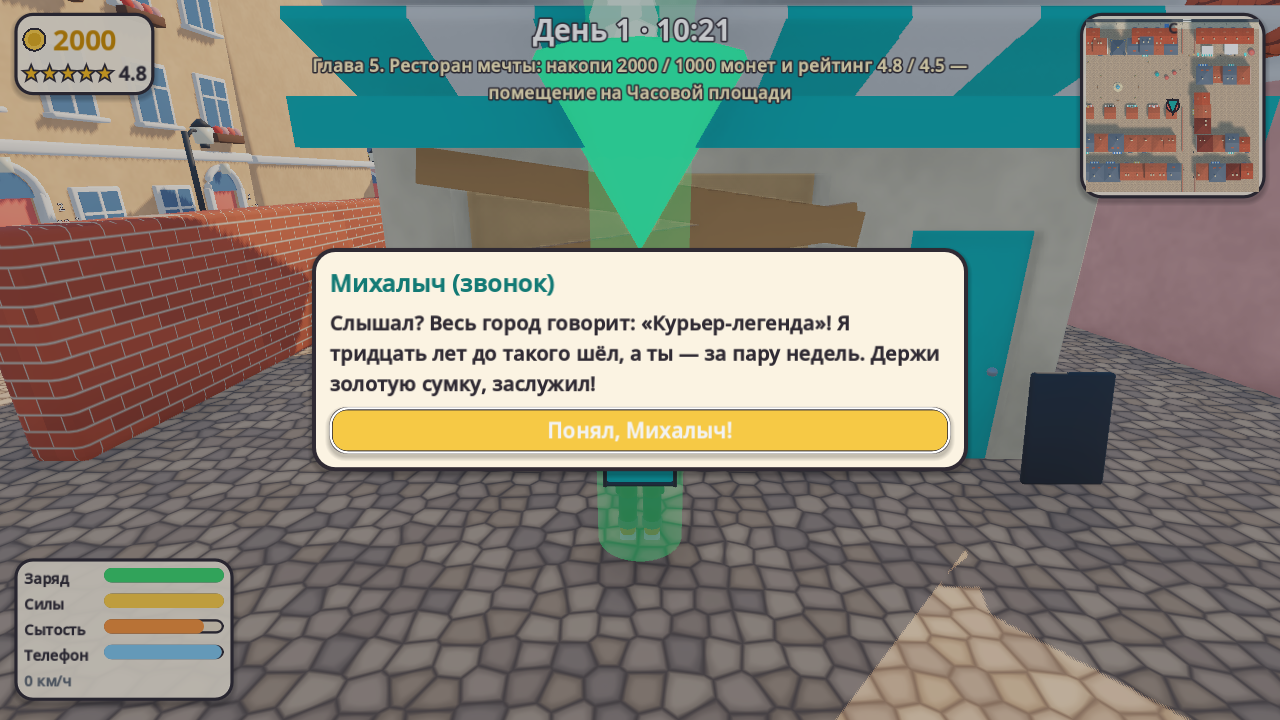 2000
4.8
День 1 · 10:21
Глава 5. Ресторан мечты: накопи 2000 / 1000 монет и рейтинг 4.8 / 4.5 —
помещение на Часовой площади
С
Михалыч (звонок)
Слышал? Весь город говорит: «Курьер-легенда»! Я
тридцать лет до такого шёл, а ты — за пару недель. Держи
золотую сумку, заслужил!
Понял, Михалыч!
Заряд
Силы
Сытость
Телефон
0 км/ч